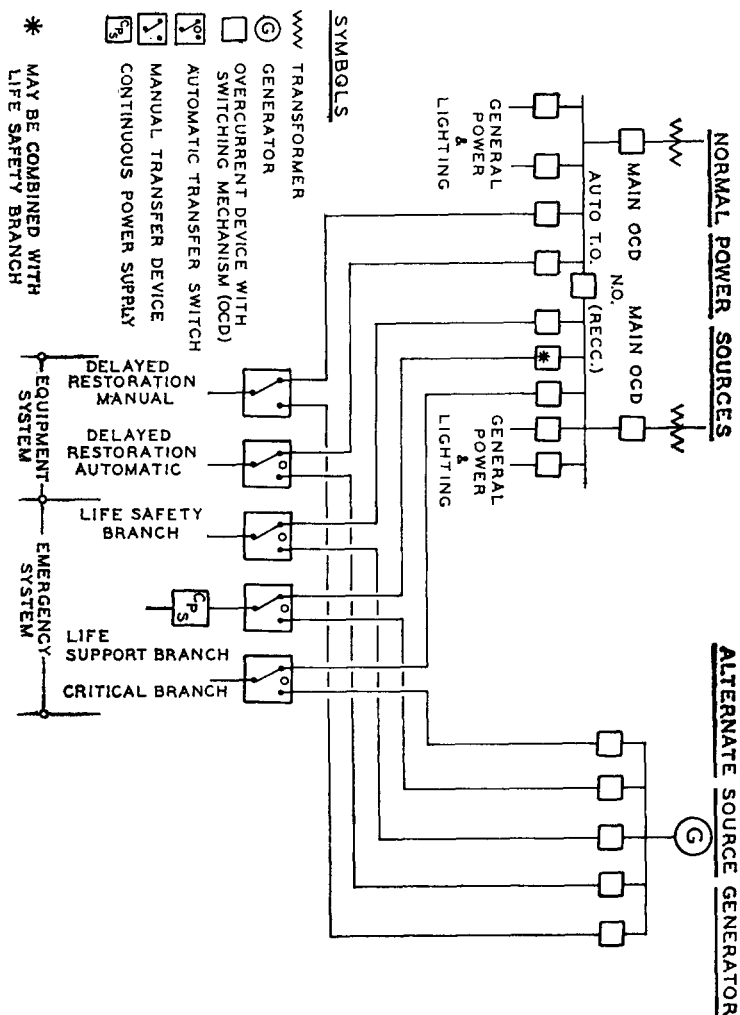 NORMAL POWER SOURCES
ALTERNATE SOURCE GENERATOR
MAIN OCD
MAIN OCD
N.O.
AUTO T.O.
(RECC.)
GENERAL
POWER
&
LIGHTING
GENERAL
POWER
&
LIGHTING
*
G
SYMBOLS
TRANSFORMER
G
GENERATOR
OVERCURRENT DEVICE WITH
SWITCHING MECHANISM (OCD)
AUTOMATIC TRANSFER SWITCH
MANUAL TRANSFER DEVICE
CPS
CONTINUOUS POWER SUPPLY
* MAY BE COMBINED WITH
LIFE SAFETY BRANCH
DELAYED
RESTORATION
MANUAL
DELAYED
RESTORATION
AUTOMATIC
LIFE SAFETY
BRANCH
CPS
LIFE
SUPPORT BRANCH
CRITICAL BRANCH
EQUIPMENT
SYSTEM
EMERGENCY
SYSTEM